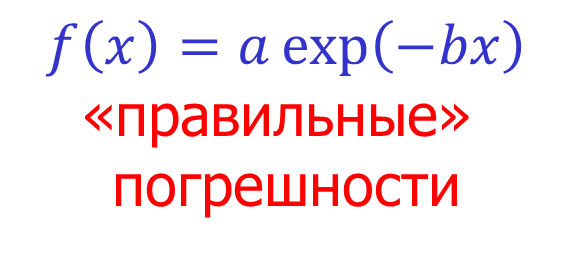 f(x) = a exp(−bx)
«правильные»
погрешности